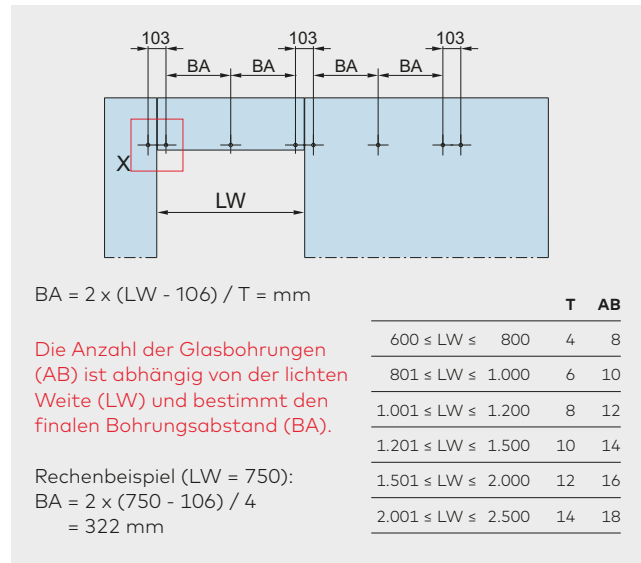 103 103 103
BA BA BA BA
X
LW
BA = 2 x (LW - 106) / T = mm
Die Anzahl der Glasbohrungen
(AB) ist abhängig von der lichten
Weite (LW) und bestimmt den
finalen Bohrungsabstand (BA).
Rechenbeispiel (LW = 750):
BA = 2 x (750 - 106) / 4
= 322 mm
T AB
600 ≤ LW ≤ 800 4 8
801 ≤ LW ≤ 1.000 6 10
1.001 ≤ LW ≤ 1.200 8 12
1.201 ≤ LW ≤ 1.500 10 14
1.501 ≤ LW ≤ 2.000 12 16
2.001 ≤ LW ≤ 2.500 14 18